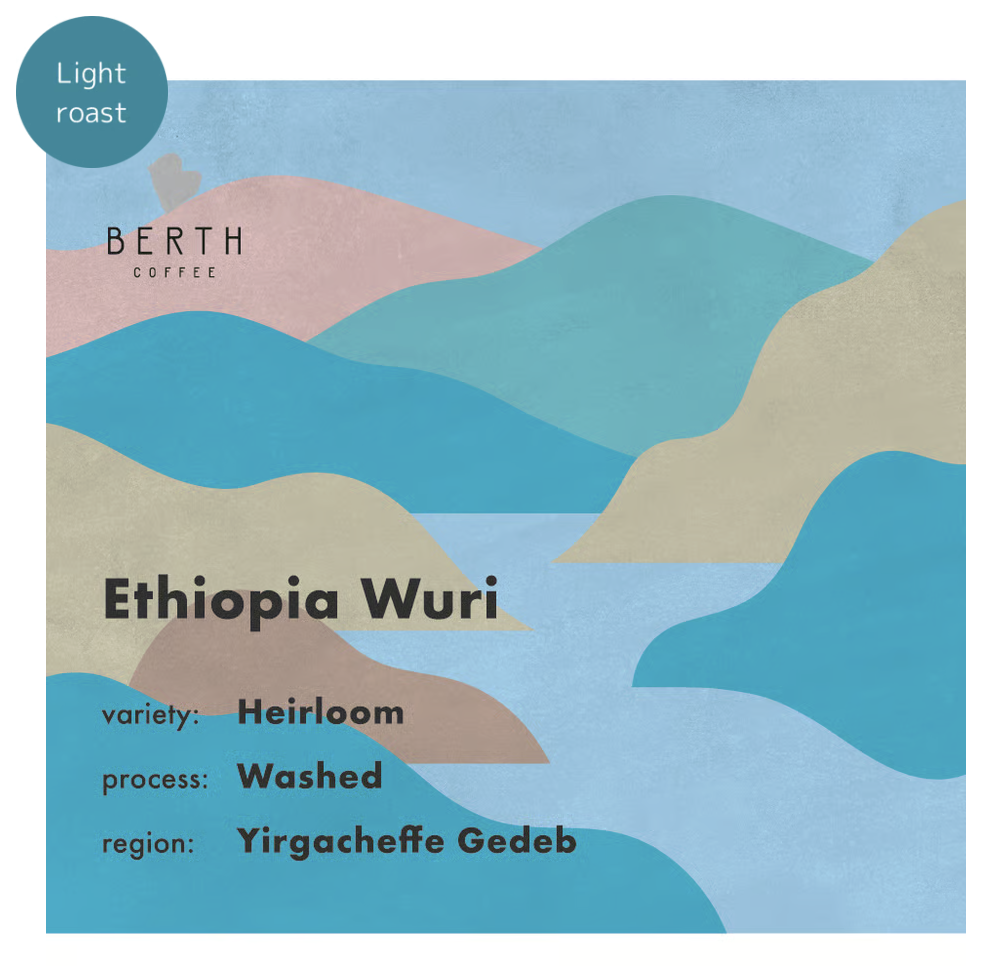 Light
roast
BERTH
COFFEE
Ethiopia Wuri
variety: Heirloom
process: Washed
region: Yirgacheffe Gedeb